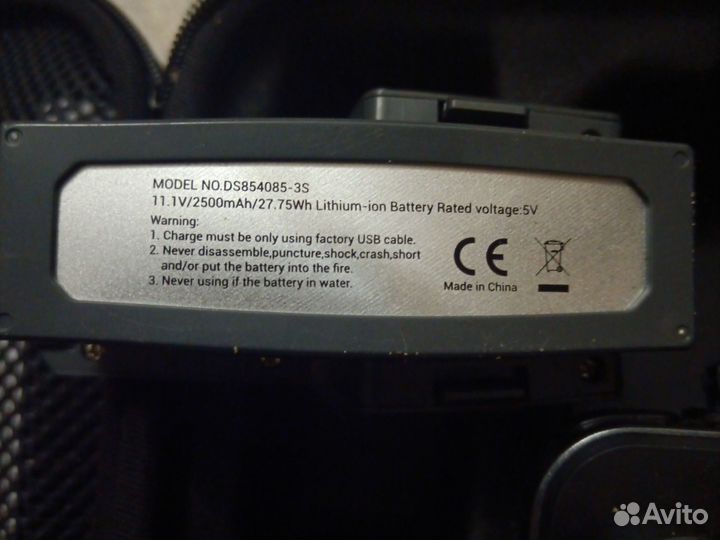 MODEL NO.DS854085-3S
11.1V/2500mAh/27.75Wh Lithium-ion Battery Rated voltage:5V
Warning:
1. Charge must be only using factory USB cable.
2. Never disassemble,puncture,shock,crash,short
and/or put the battery into the fire.
3. Never using if the battery in water.
CE
Made in China
Avito